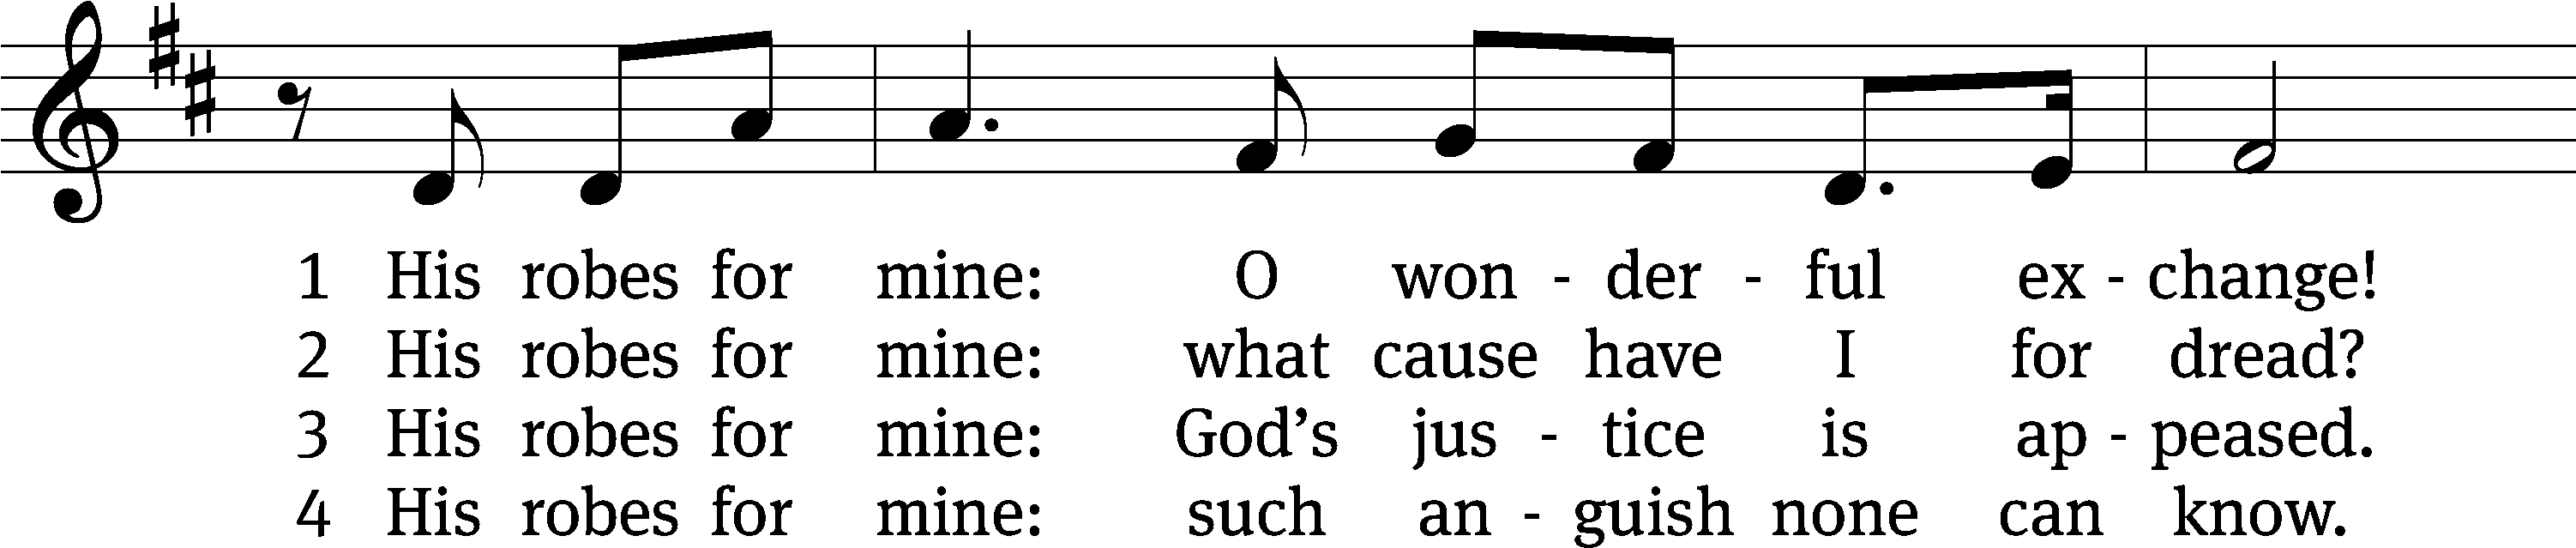 1 His robes for mine: O won - der - ful ex - change!
2 His robes for mine: what cause have I for dread?
3 His robes for mine: God’s jus - tice is ap - peased.
4 His robes for mine: such an - guish none can know.